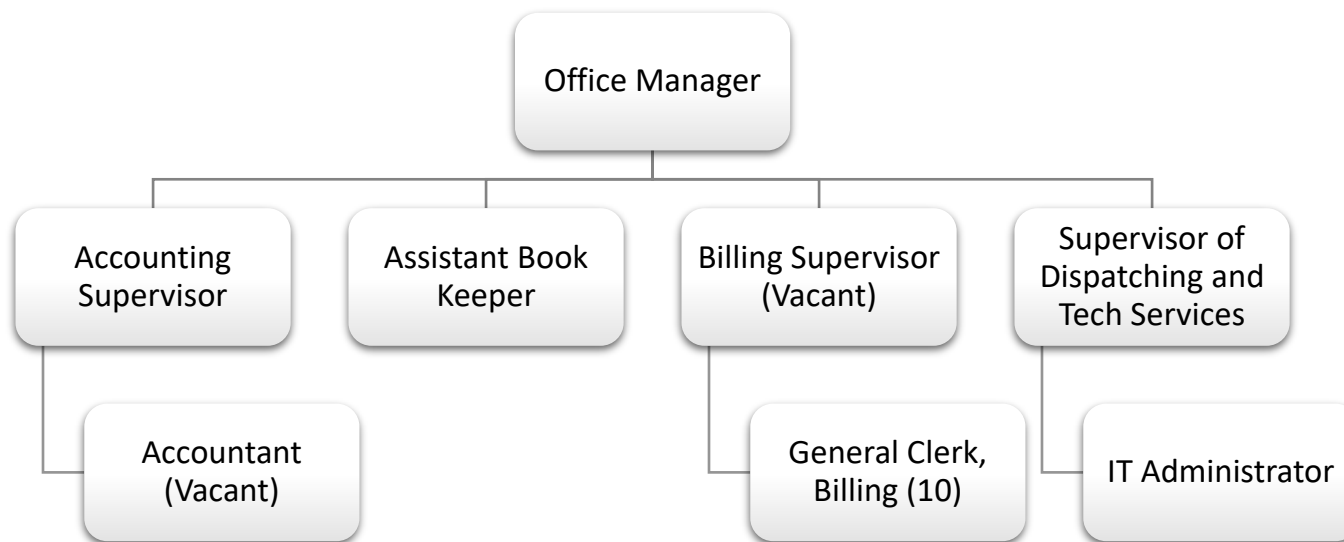 Office Manager
Accounting
Supervisor
Assistant Book
Keeper
Billing Supervisor
(Vacant)
Supervisor of
Dispatching and
Tech Services
Accountant
(Vacant)
General Clerk,
Billing (10)
IT Administrator